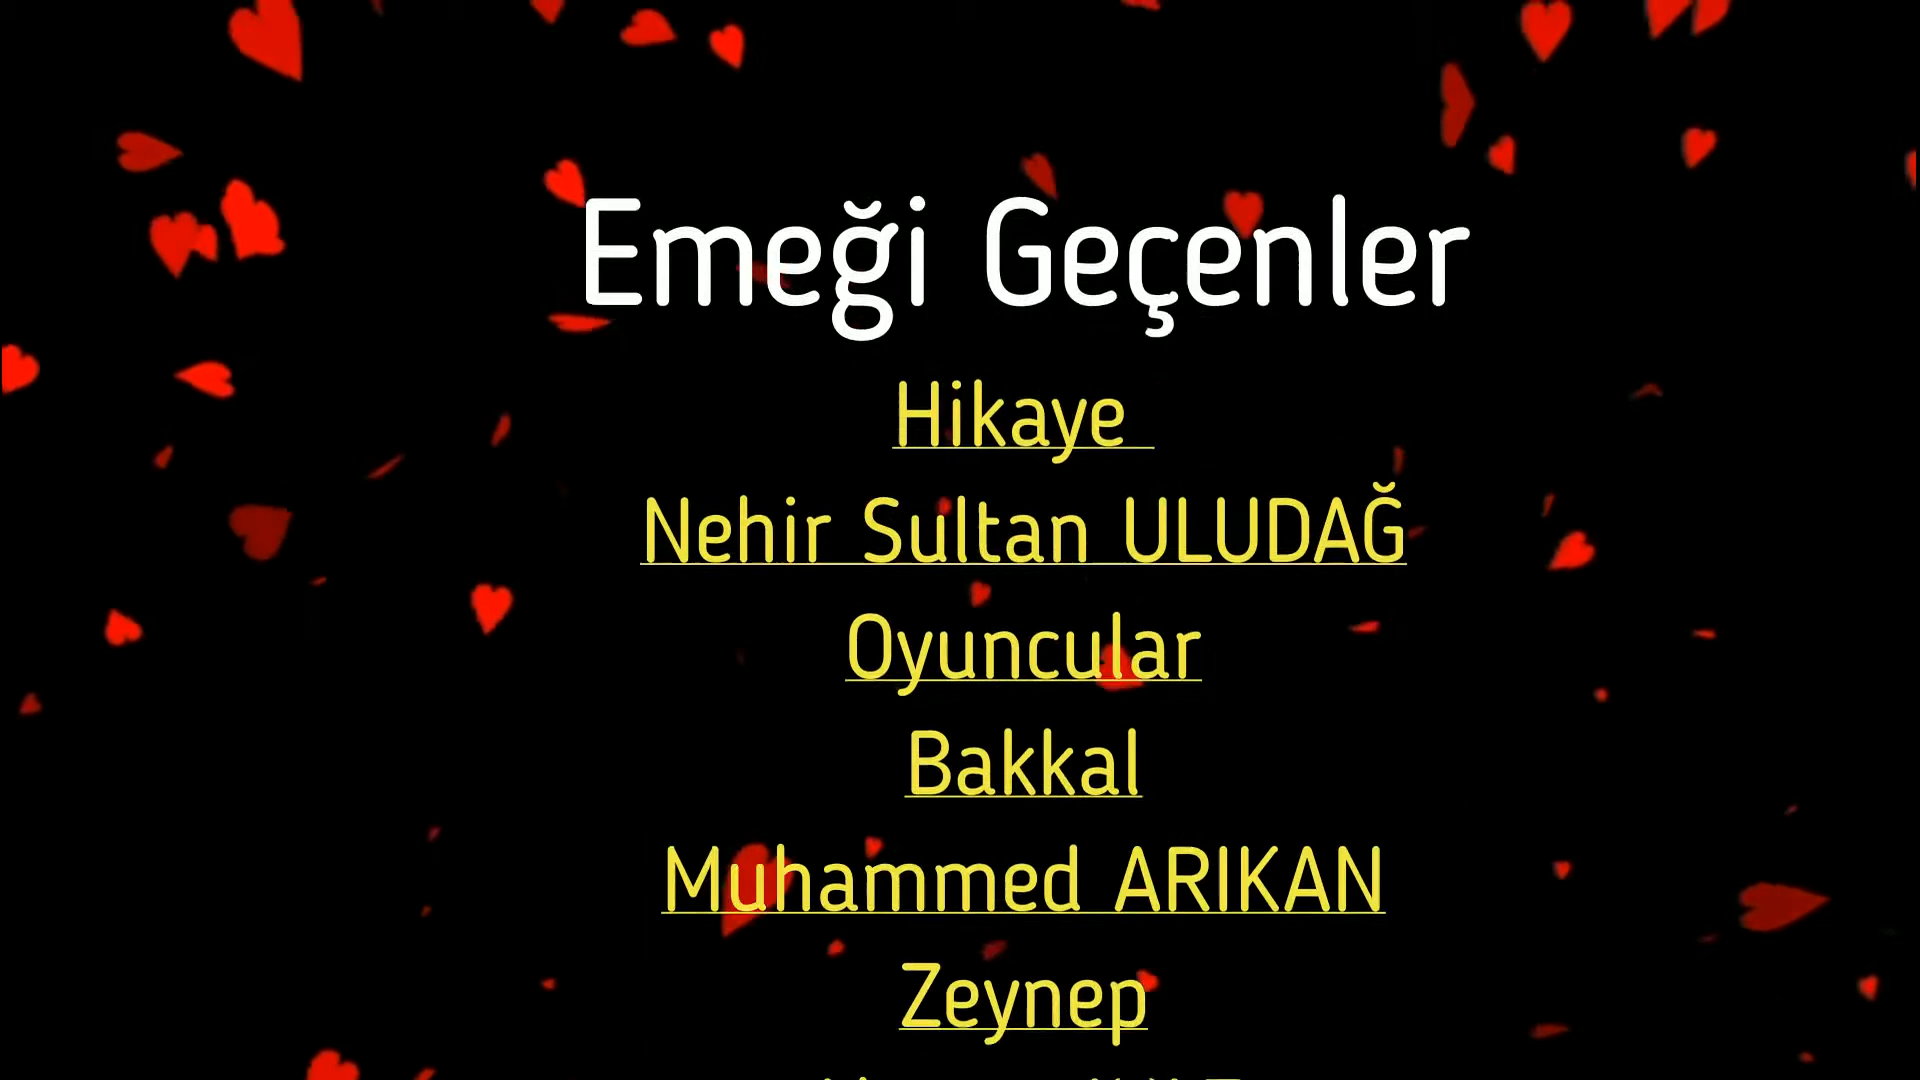 Emeği Geçenler
Hikaye
Nehir Sultan ULUDAĞ
Oyuncular
Bakkal
Muhammed ARIKAN
Zeynep